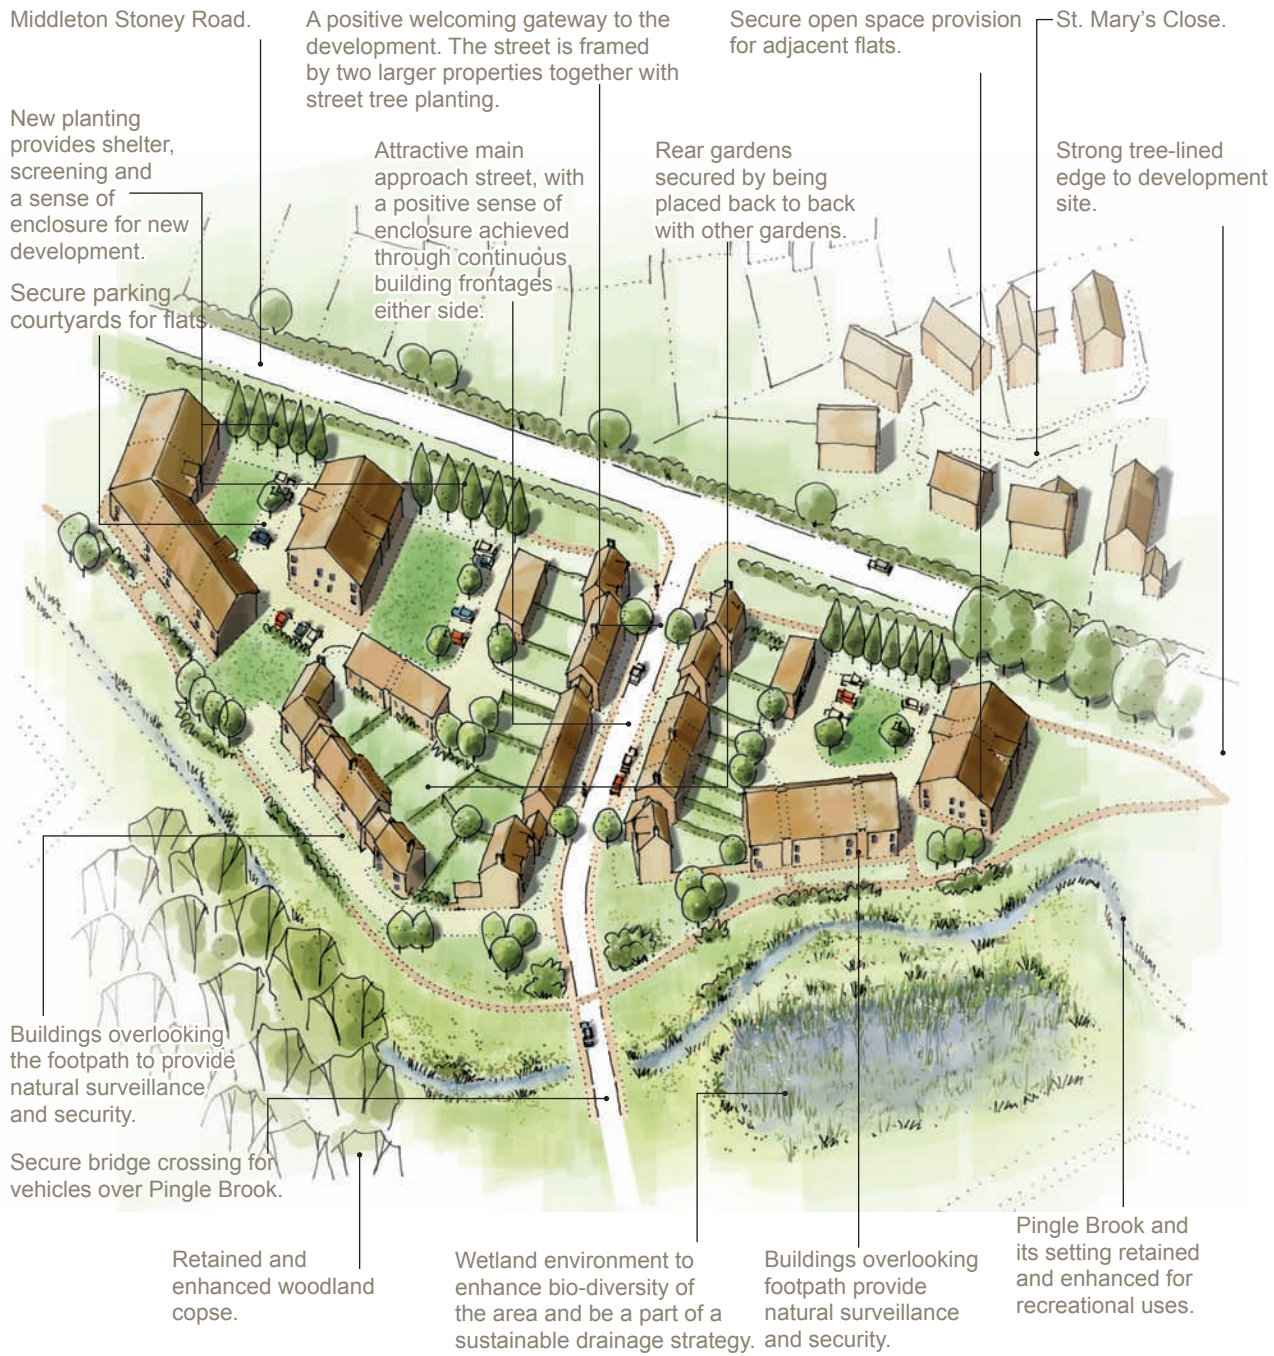 Middleton Stoney Road.
A positive welcoming gateway to the
development. The street is framed
by two larger properties together with
street tree planting.
Secure open space provision
for adjacent flats.
St. Mary's Close.
New planting
provides shelter,
screening and
a sense of
enclosure for new
development.
Attractive main
approach street, with
a positive sense of
enclosure achieved
through continuous
building frontages
either side.
Rear gardens
secured by being
placed back to back
with other gardens.
Strong tree-lined
edge to development
site.
Secure parking
courtyards for flats.
Buildings overlooking
the footpath to provide
natural surveillance
and security.
Secure bridge crossing for
vehicles over Pingle Brook.
Retained and
enhanced woodland
copse.
Wetland environment to
enhance bio-diversity of
the area and be a part of a
sustainable drainage strategy.
Buildings overlooking
footpath provide
natural surveillance
and security.
Pingle Brook and
its setting retained
and enhanced for
recreational uses.